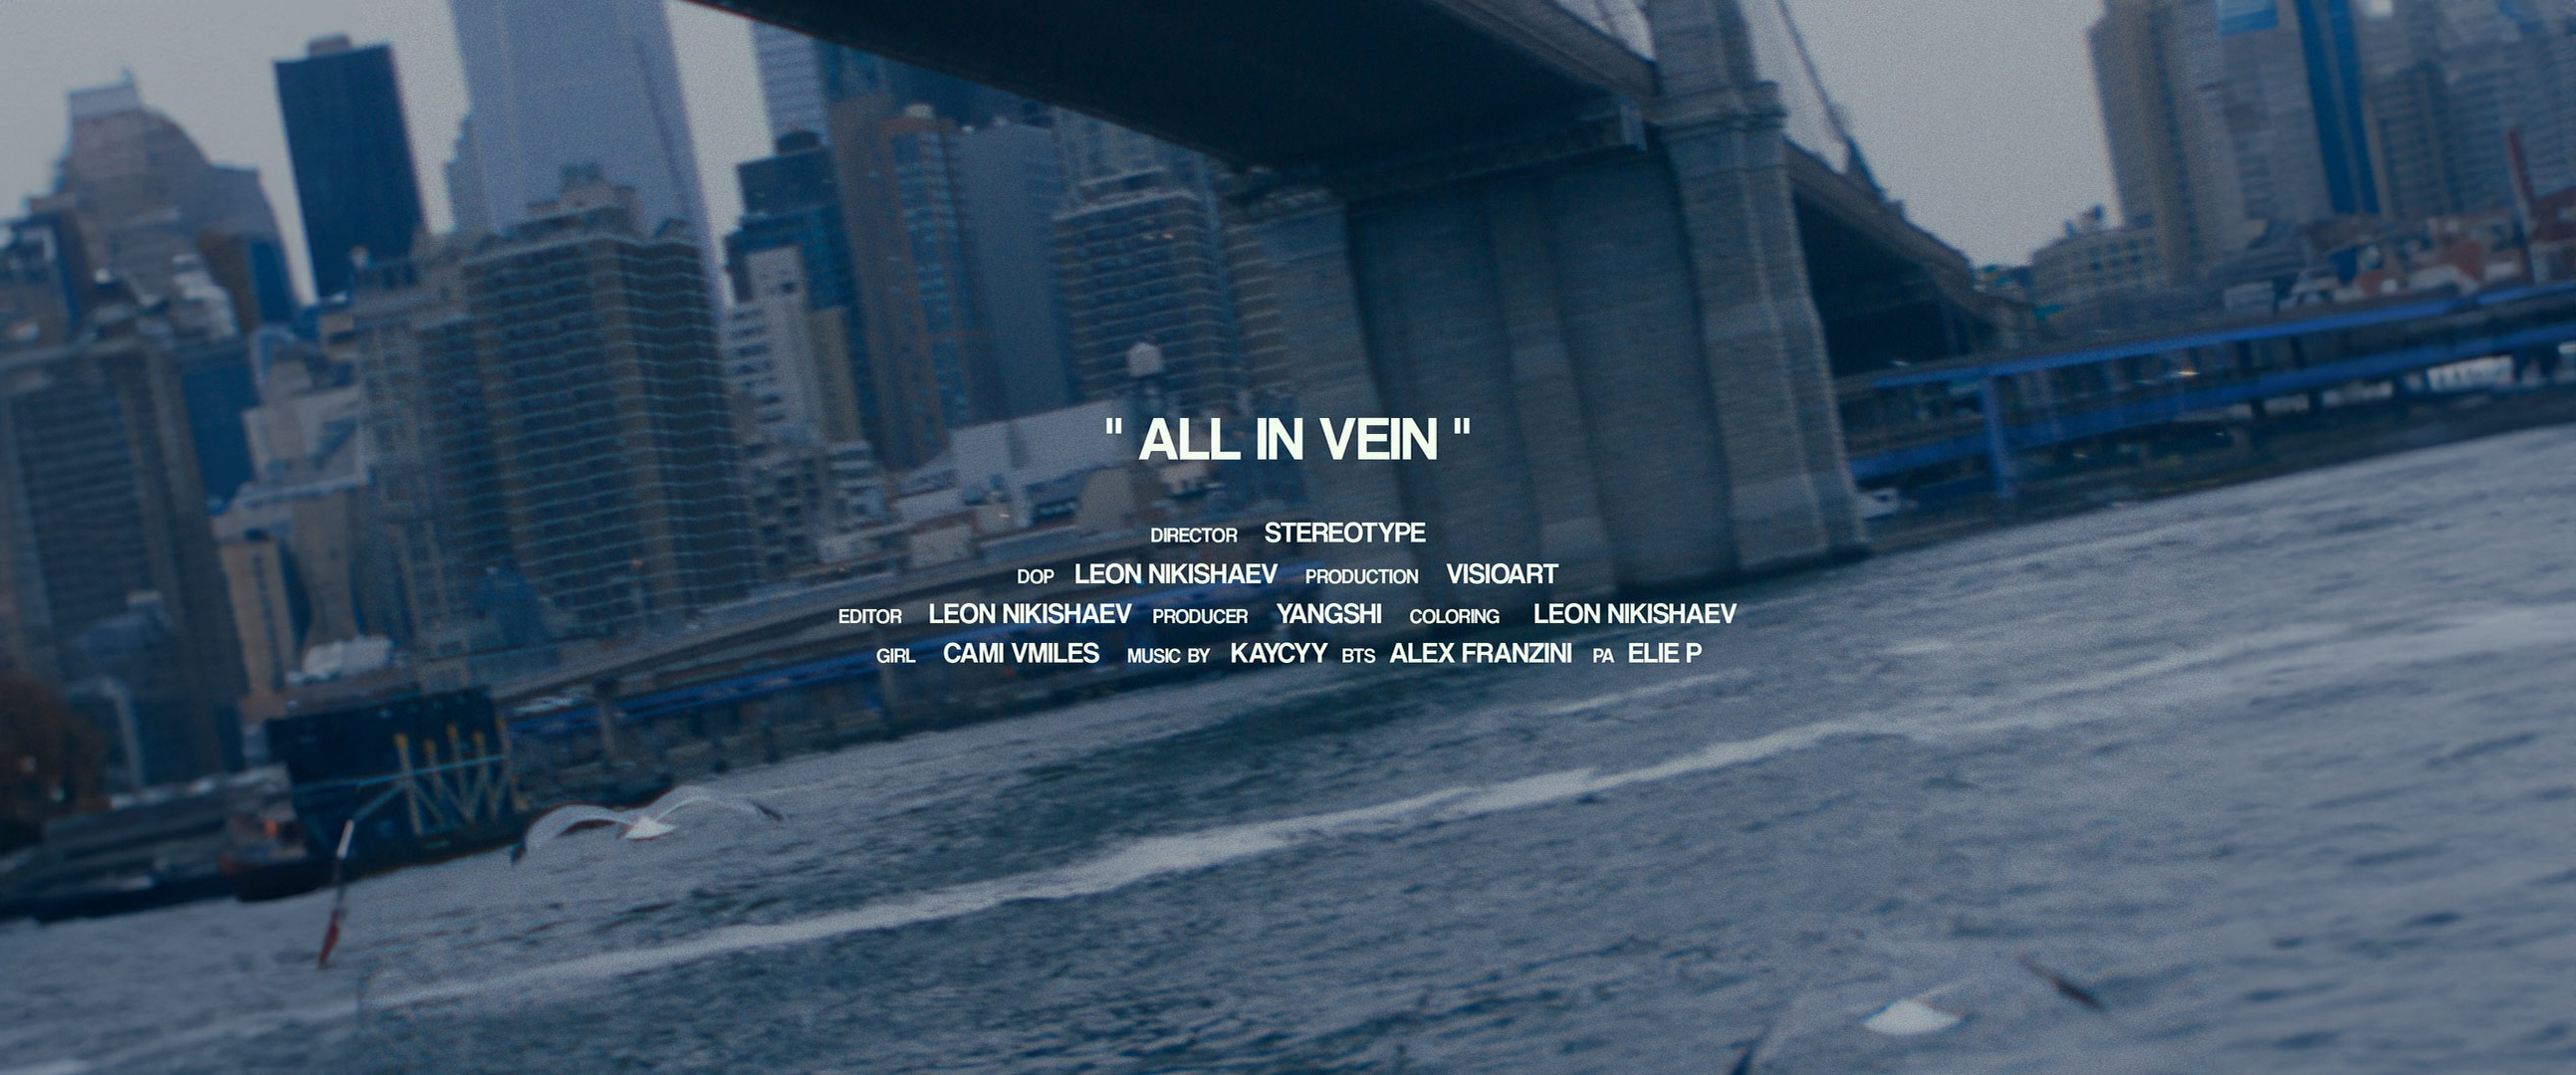 " ALL IN VEIN "
DIRECTOR STEREOTYPE
DOP LEON NIKISHAEV PRODUCTION VISIOART
EDITOR LEON NIKISHAEV PRODUCER YANGSHI COLORING LEON NIKISHAEV
GIRL CAMI VMILES MUSIC BY KAYCYY BTS ALEX FRANZINI PA ELIE P